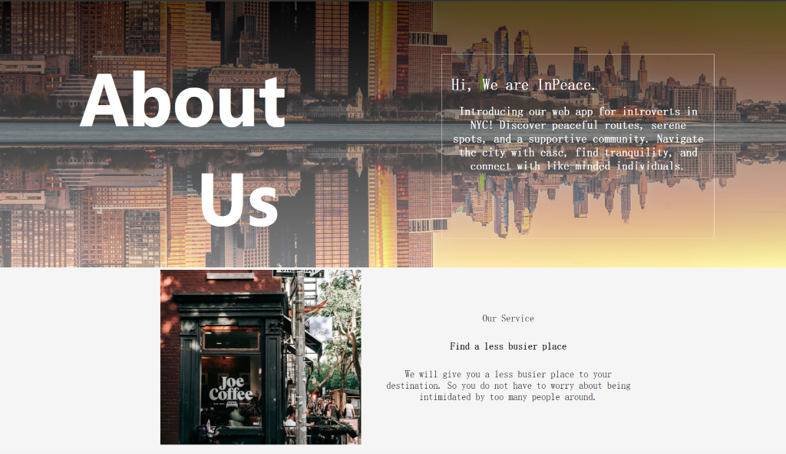 About
Us
Hi, We are InPeace.
Introducing our web app for introverts in
NYC! Discover peaceful routes, serene
spots, and a supportive community. Navigate
the city with ease, find tranquility, and
connect with like-minded individuals.
Joe
Coffee
Our Service
Find a less busier place
We will give you a less busier place to your
destination. So you do not have to worry about being
intimidated by too many people around.